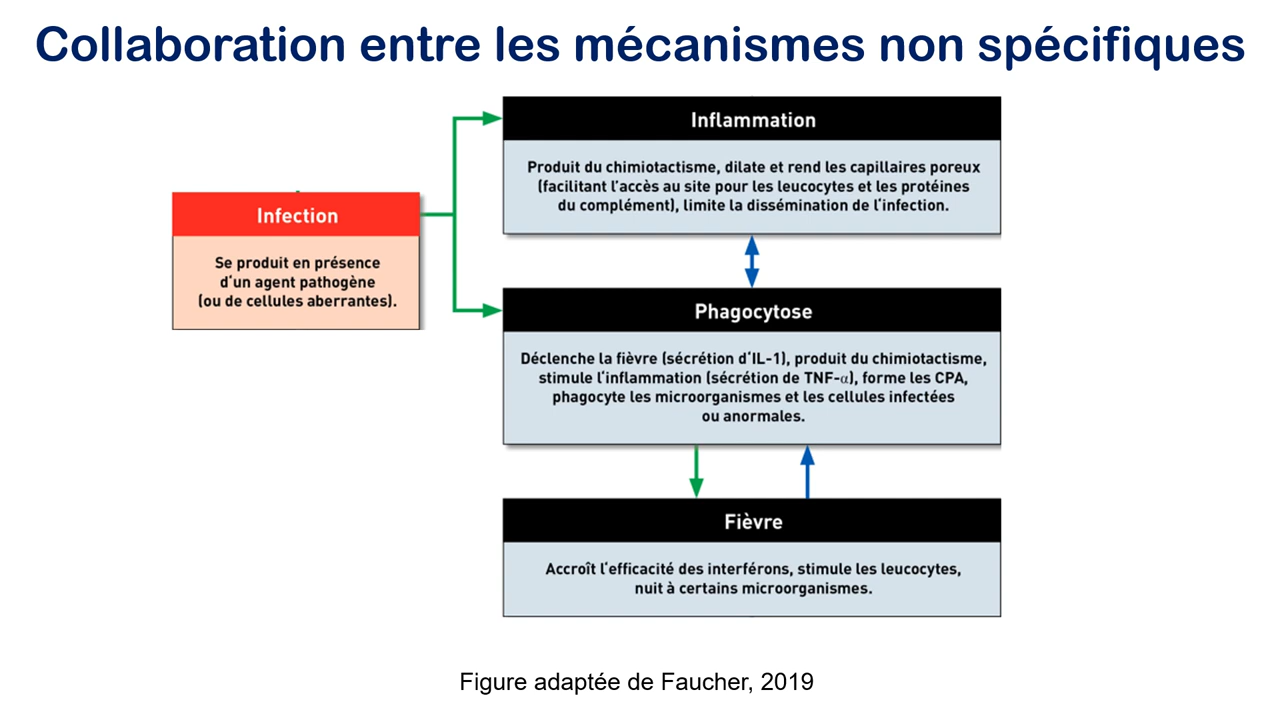 Collaboration entre les mécanismes non spécifiques
Inflammation
Produit du chimiotactisme, dilate et rend les capillaires poreux
(facilitant l'accès au site pour les leucocytes et les protéines
du complément), limite la dissémination de l'infection.
Infection
Se produit en présence
d'un agent pathogène
(ou de cellules aberrantes).
Phagocytose
Déclenche la fièvre (sécrétion d'IL-1), produit du chimiotactisme,
stimule l'inflammation (sécrétion de TNF-α), forme les CPA,
phagocyte les microorganismes et les cellules infectées
ou anormales.
Fièvre
Accroît l'efficacité des interférons, stimule les leucocytes,
nuit à certains microorganismes.
Figure adaptée de Faucher, 2019